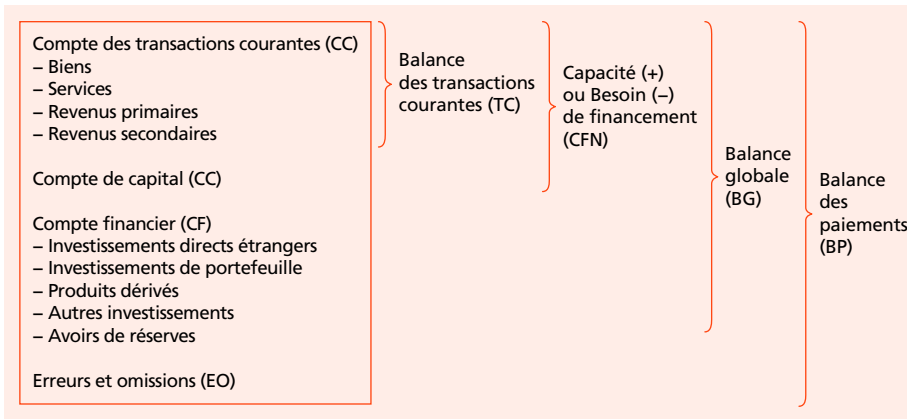 Compte des transactions courantes (CC)
– Biens
– Services
– Revenus primaires
– Revenus secondaires
Compte de capital (CC)
Compte financier (CF)
– Investissements directs étrangers
– Investissements de portefeuille
– Produits dérivés
– Autres investissements
– Avoirs de réserves
Erreurs et omissions (EO)
Balance
des transactions
courantes (TC)
Capacité (+)
ou Besoin (–)
de financement
(CFN)
Balance
globale
(BG)
Balance
des
paiements
(BP)